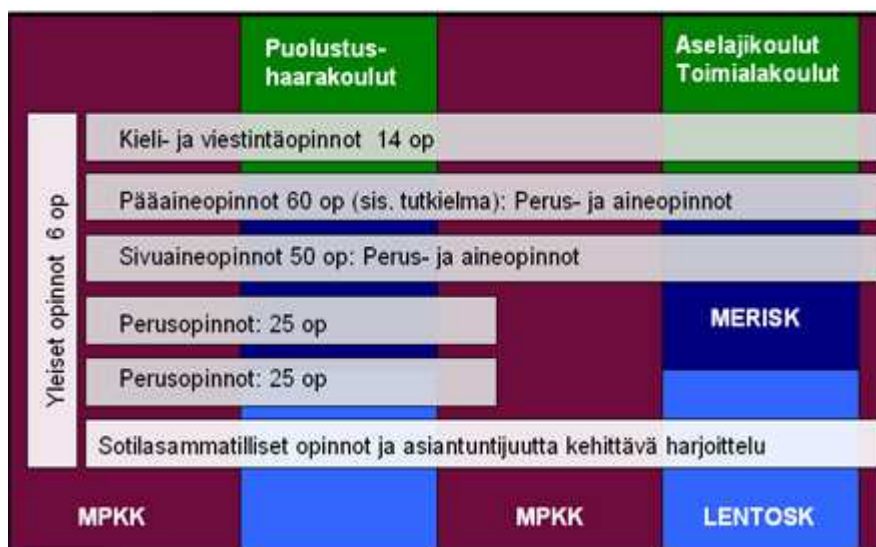 Puolustus-
haarakoulut
Aselajikoulut
Toimialakoulut
Yleiset opinnot 6 op
Kieli- ja viestintäopinnot 14 op
Pääaineopinnot 60 op (sis. tutkielma): Perus- ja aineopinnot
Sivuaineopinnot 50 op: Perus- ja aineopinnot
Perusopinnot: 25 op
MERISK
Perusopinnot: 25 op
Sotilasammatilliset opinnot ja asiantuntijuutta kehittävä harjoittelu
MPKK
MPKK
LENTOSK